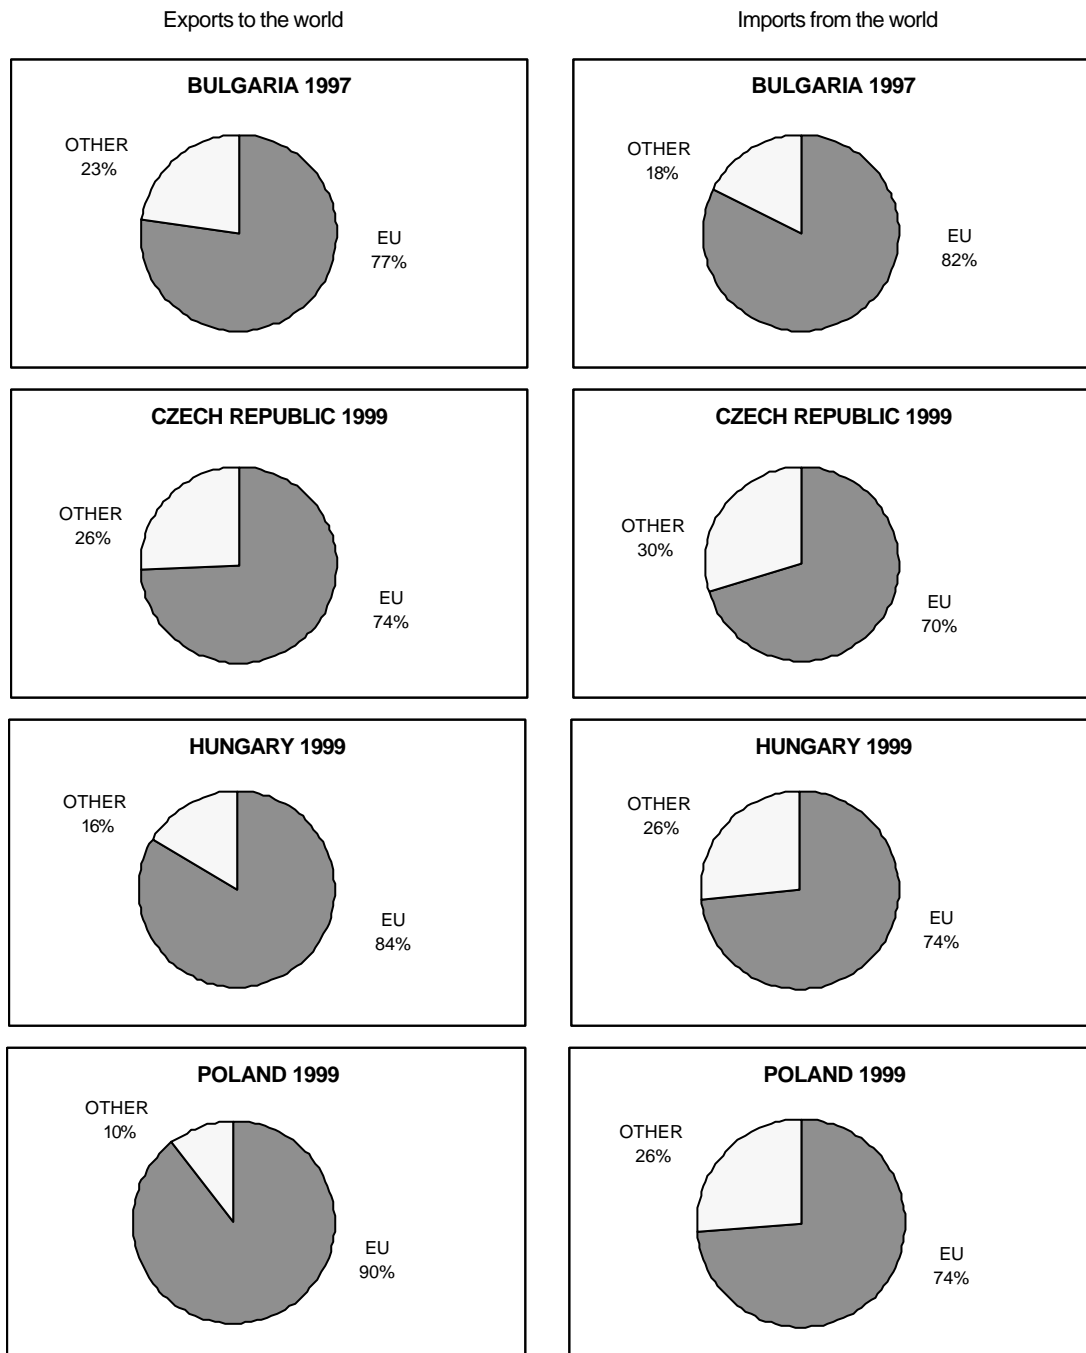 Exports to the world
Imports from the world
BULGARIA 1997
OTHER
23%
EU
77%
BULGARIA 1997
OTHER
18%
EU
82%
CZECH REPUBLIC 1999
OTHER
26%
EU
74%
CZECH REPUBLIC 1999
OTHER
30%
EU
70%
HUNGARY 1999
OTHER
16%
EU
84%
HUNGARY 1999
OTHER
26%
EU
74%
POLAND 1999
OTHER
10%
EU
90%
POLAND 1999
OTHER
26%
EU
74%